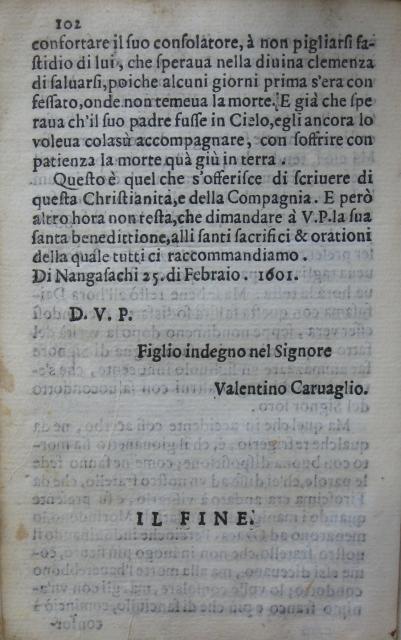 102
confortare il suo consolatore, à non pigliarsi fa-
stidio di lui, che speraua nella diuina clemenza
di saluarsi, poiche alcuni giorni prima s'era con
fessato, onde non temeua la morte. E già che spe
raua ch'il suo padre fusse in Cielo, egli ancora lo
voleua colasù accompagnare, con soffrire con
patienza la morte quà giù in terra.
Questo è quel che s'offerisce di scriuere di
questa Christianità, e della Compagnia. E però
altro hora non resta, che dimandare à V.P. la sua
santa benedittione, alli santi sacrifici & orationi
della quale tutti ci raccommandiamo.
Di Nangasachi 25. di Febraio. 1601.
D. V. P.
Figlio indegno nel Signore
Valentino Caruaglio.
IL FINE.